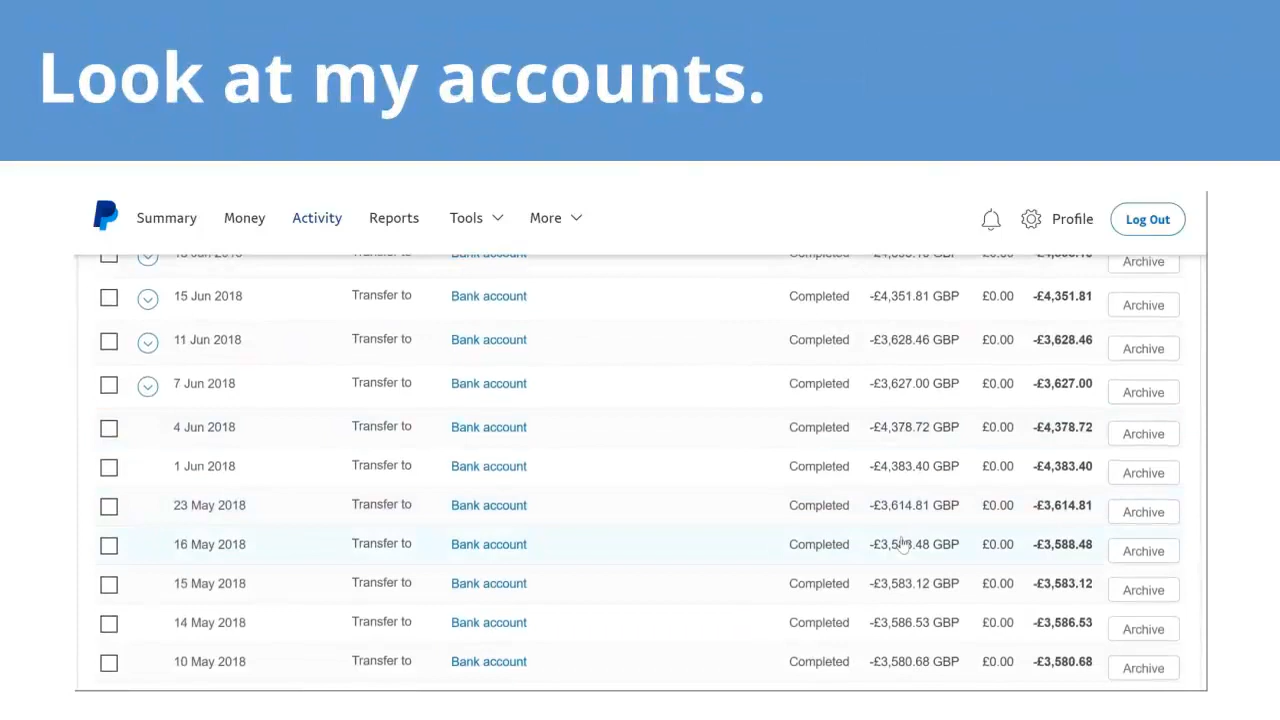 Look at my accounts.
Summary Money Activity Reports Tools More Profile Log Out
Archive
15 Jun 2018 Transfer to Bank account Completed -£4,351.81 GBP £0.00 -£4,351.81 Archive
11 Jun 2018 Transfer to Bank account Completed -£3,628.46 GBP £0.00 -£3,628.46 Archive
7 Jun 2018 Transfer to Bank account Completed -£3,627.00 GBP £0.00 -£3,627.00 Archive
4 Jun 2018 Transfer to Bank account Completed -£4,378.72 GBP £0.00 -£4,378.72 Archive
1 Jun 2018 Transfer to Bank account Completed -£4,383.40 GBP £0.00 -£4,383.40 Archive
23 May 2018 Transfer to Bank account Completed -£3,614.81 GBP £0.00 -£3,614.81 Archive
16 May 2018 Transfer to Bank account Completed -£3,588.48 GBP £0.00 -£3,588.48 Archive
15 May 2018 Transfer to Bank account Completed -£3,583.12 GBP £0.00 -£3,583.12 Archive
14 May 2018 Transfer to Bank account Completed -£3,586.53 GBP £0.00 -£3,586.53 Archive
10 May 2018 Transfer to Bank account Completed -£3,580.68 GBP £0.00 -£3,580.68 Archive